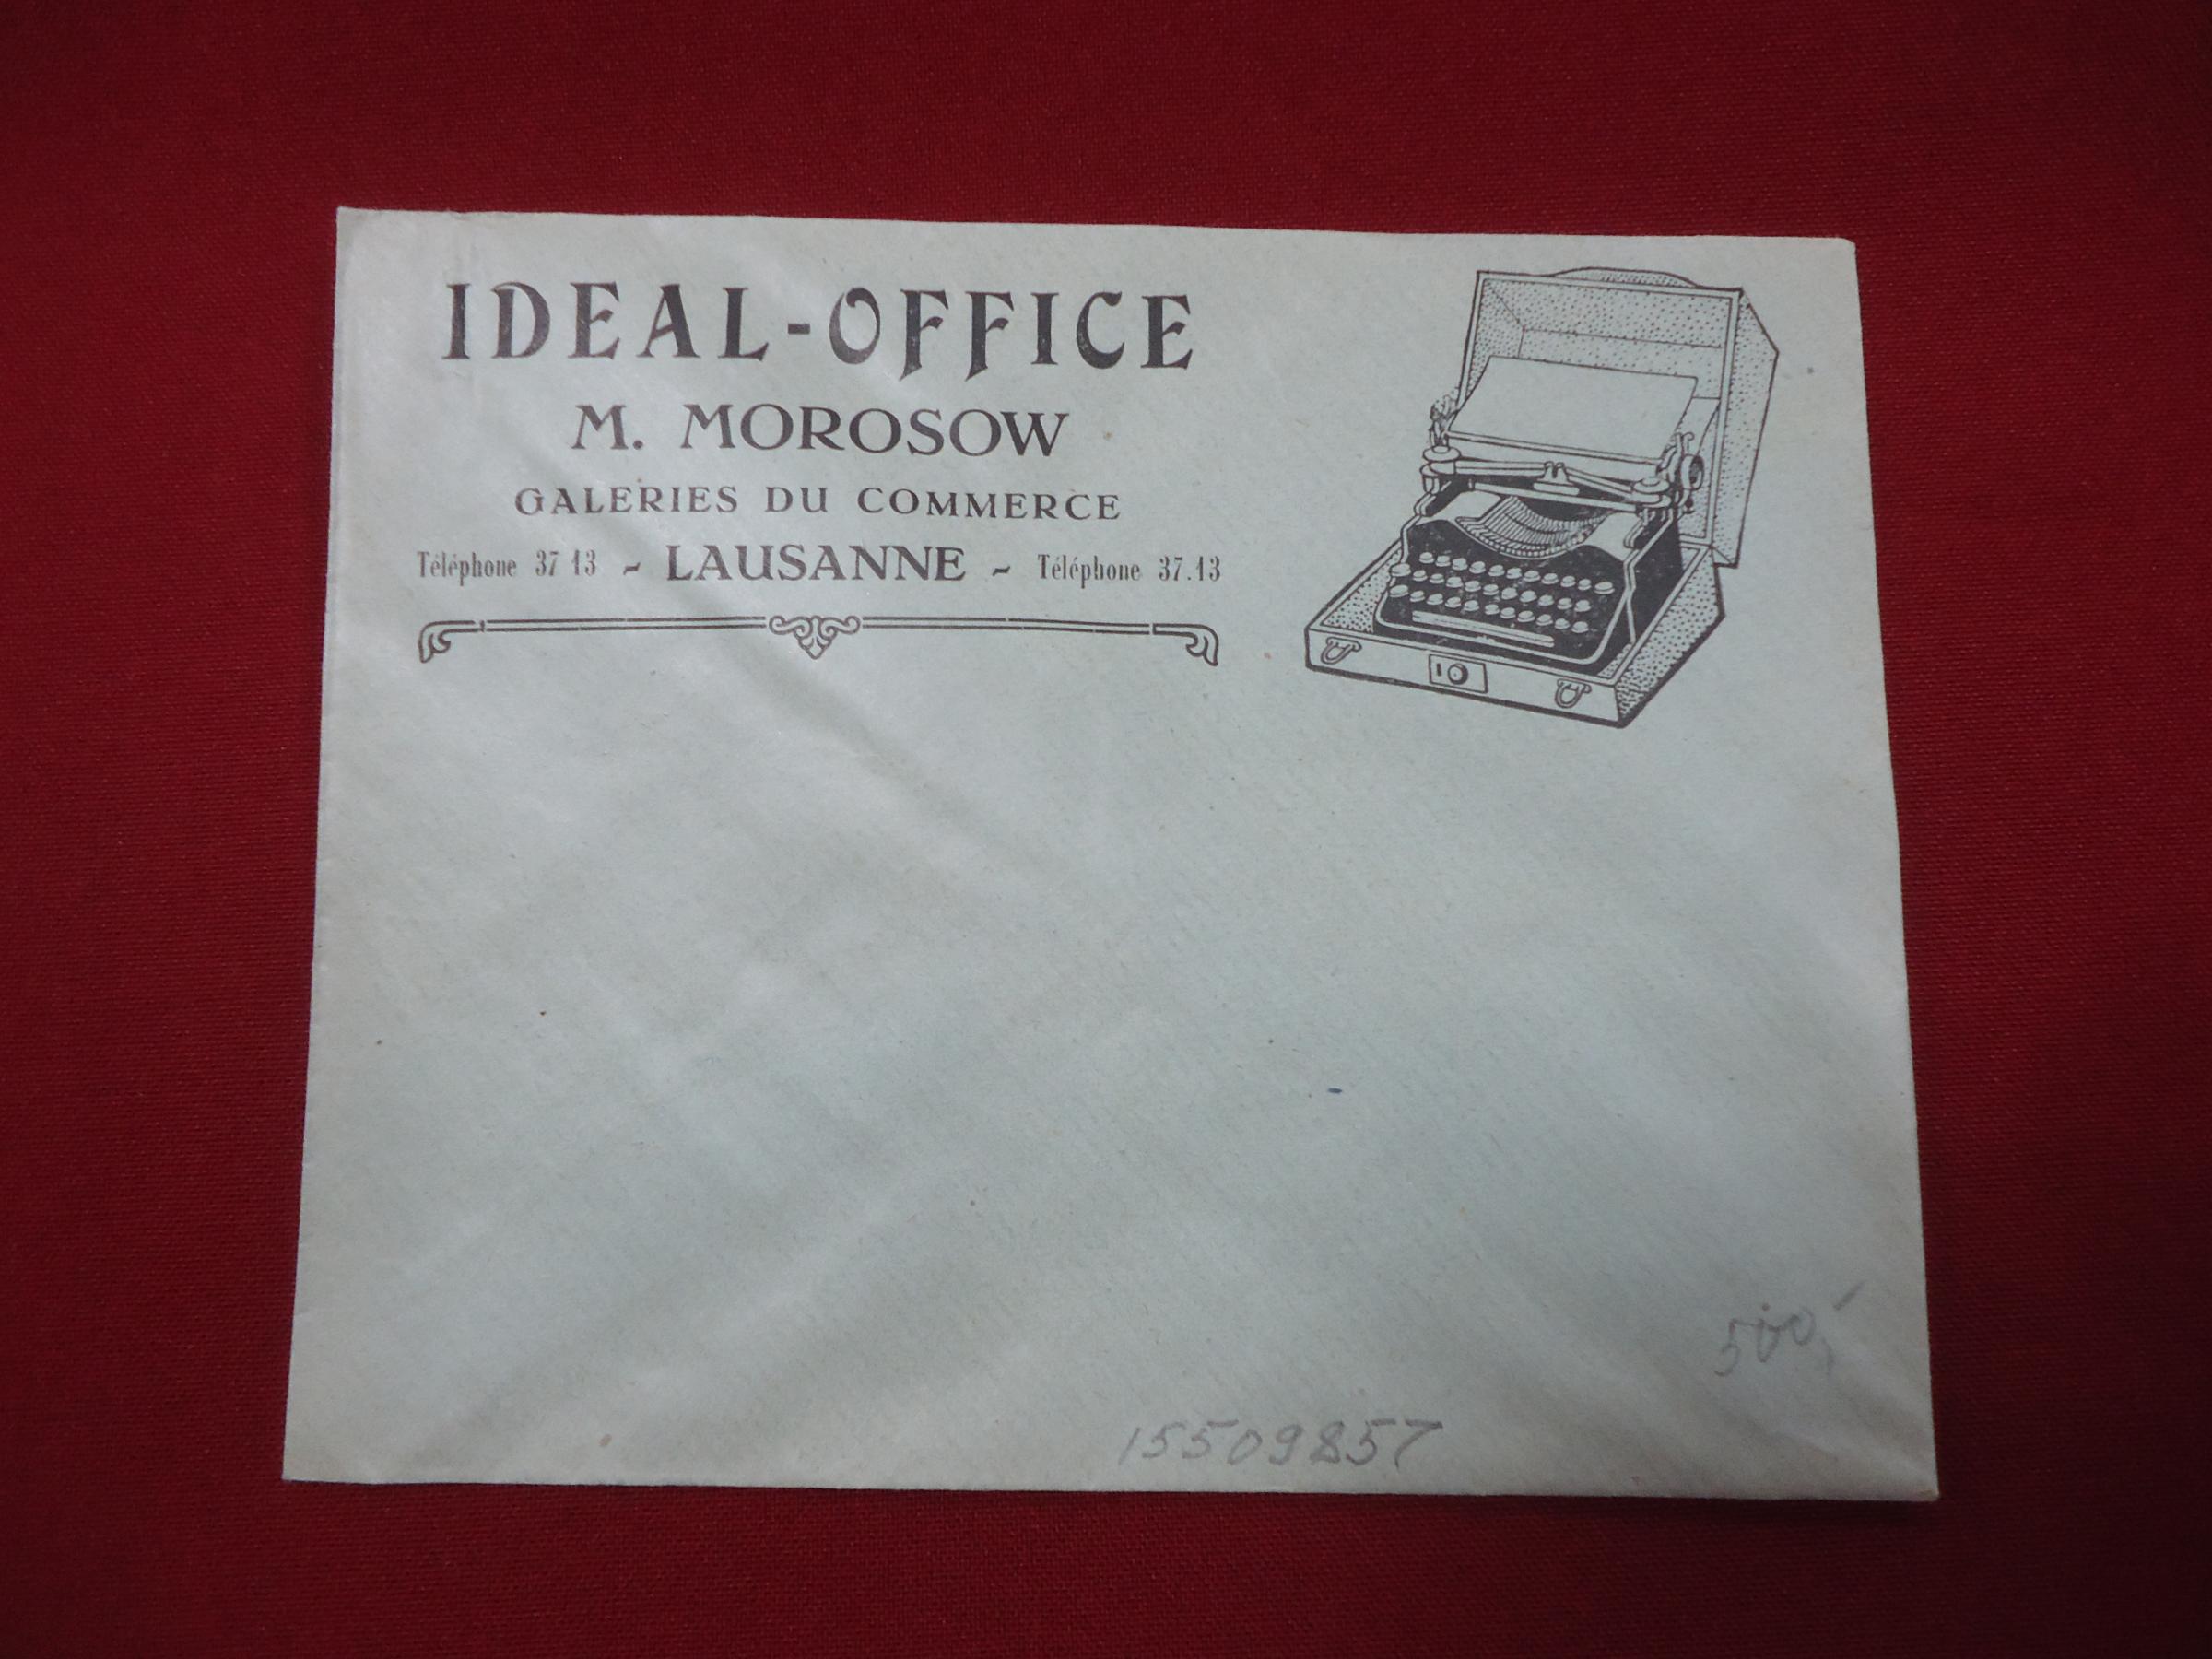 IDEAL-OFFICE
M. MOROSOW
GALERIES DU COMMERCE
Téléphone 37 13 ~ LAUSANNE ~ Téléphone 37.13
500,-
15509857